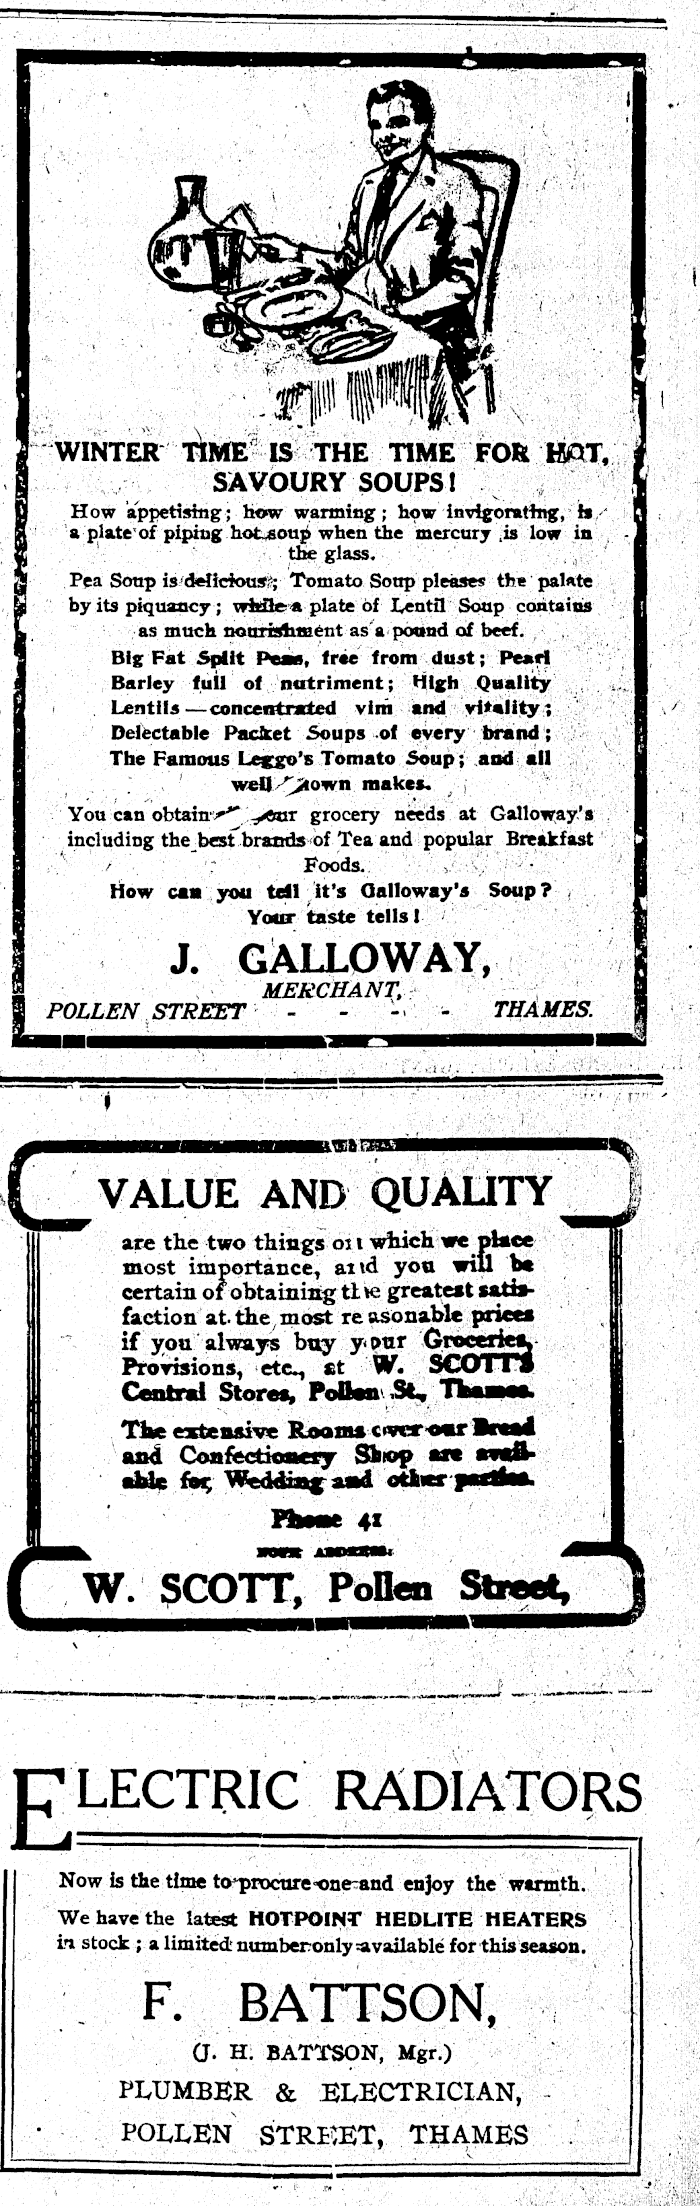 WINTER TIME IS THE TIME FOR HOT,
SAVOURY SOUPS!
How appetising; how warming; how invigorating, is
a plate of piping hot soup when the mercury is low in
the glass.
Pea Soup is delicious; Tomato Soup pleases the palate
by its piquancy; while a plate of Lentil Soup contains
as much nourishment as a pound of beef.
Big Fat Split Peas, free from dust; Pearl
Barley full of nutriment; High Quality
Lentils—concentrated vim and vitality;
Delectable Packet Soups of every brand;
The Famous Leggo's Tomato Soup; and all
well known makes.
You can obtain your grocery needs at Galloway's
including the best brands of Tea and popular Breakfast
Foods.
How can you tell it's Galloway's Soup?
Your taste tells!
J. GALLOWAY,
MERCHANT,
POLLEN STREET - - - - THAMES.
VALUE AND QUALITY
are the two things on which we place
most importance, and you will be
certain of obtaining the greatest satis-
faction at the most reasonable prices
if you always buy your Groceries,
Provisions, etc., at W. SCOTT'S
Central Stores, Pollen St., Thames.
The extensive Rooms over our Bread
and Confectionery Shop are avail-
able for Wedding and other parties.
Phone 41
ADDRESS:
W. SCOTT, Pollen Street,
ELECTRIC RADIATORS
Now is the time to procure one and enjoy the warmth.
We have the latest HOTPOINT HEDLITE HEATERS
in stock; a limited number only available for this season.
F. BATTSON,
(J. H. BATTSON, Mgr.)
PLUMBER & ELECTRICIAN,
POLLEN STREET, THAMES